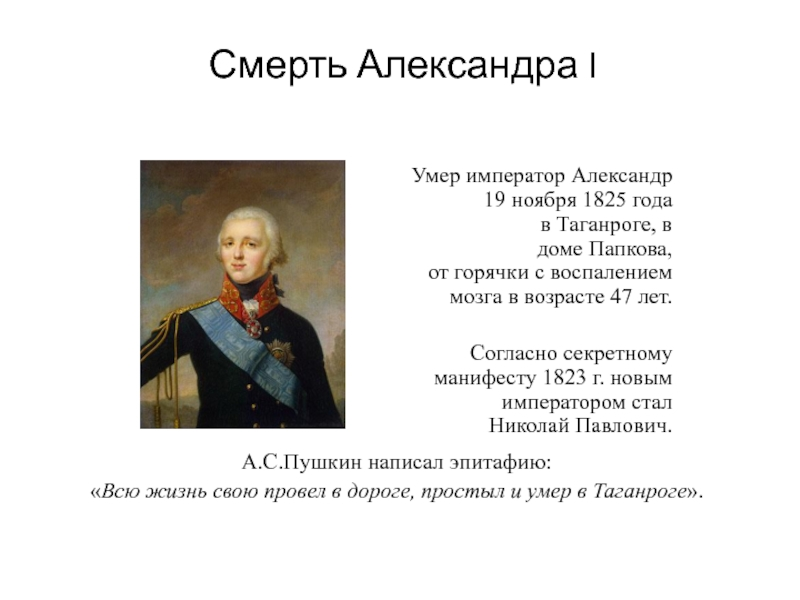 Смерть Александра I
Умер император Александр
19 ноября 1825 года
в Таганроге, в
доме Папкова,
от горячки с воспалением
мозга в возрасте 47 лет.
Согласно секретному
манифесту 1823 г. новым
императором стал
Николай Павлович.
А.С.Пушкин написал эпитафию:
«Всю жизнь свою провел в дороге, простыл и умер в Таганроге».